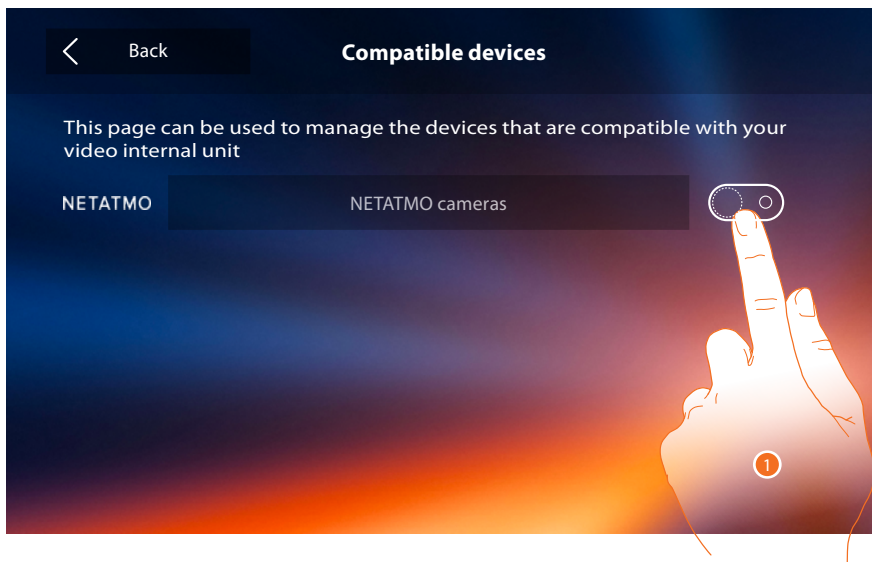 Back
Compatible devices
This page can be used to manage the devices that are compatible with your
video internal unit
NETATMO
NETATMO cameras
1